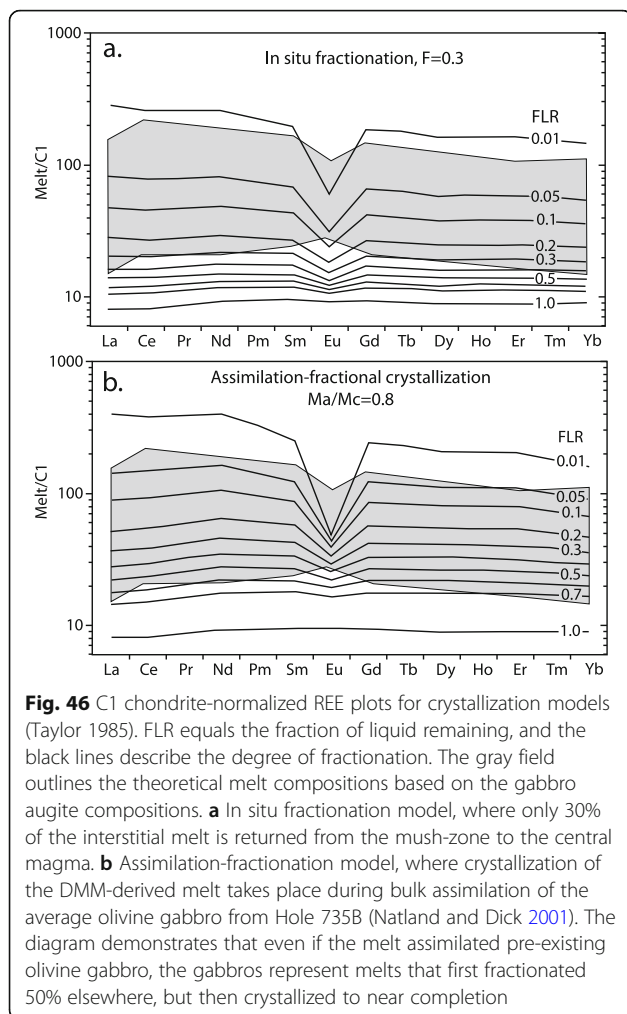 a.
In situ fractionation, F=0.3
FLR
1000
100
10
Melt/C1
0.01
0.05
0.1
0.2
0.3
0.5
1.0
La Ce Pr Nd Pm Sm Eu Gd Tb Dy Ho Er Tm Yb
b.
Assimilation-fractional crystallization
Ma/Mc=0.8
FLR
1000
100
10
Melt/C1
0.01
0.05
0.1
0.2
0.3
0.5
0.7
1.0
La Ce Pr Nd Pm Sm Eu Gd Tb Dy Ho Er Tm Yb
Fig. 46 C1 chondrite-normalized REE plots for crystallization models
(Taylor 1985). FLR equals the fraction of liquid remaining, and the
black lines describe the degree of fractionation. The gray field
outlines the theoretical melt compositions based on the gabbro
augite compositions. a In situ fractionation model, where only 30%
of the interstitial melt is returned from the mush-zone to the central
magma. b Assimilation-fractionation model, where crystallization of
the DMM-derived melt takes place during bulk assimilation of the
average olivine gabbro from Hole 735B (Natland and Dick 2001). The
diagram demonstrates that even if the melt assimilated pre-existing
olivine gabbro, the gabbros represent melts that first fractionated
50% elsewhere, but then crystallized to near completion